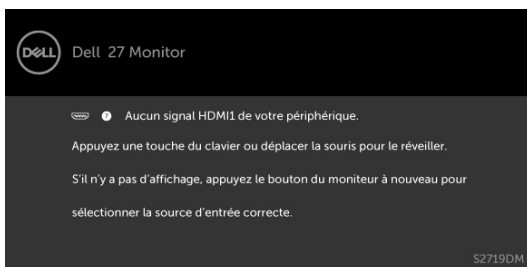 DELL Dell 27 Monitor
? Aucun signal HDMI1 de votre périphérique.
Appuyez une touche du clavier ou déplacer la souris pour le réveiller.
S'il n'y a pas d'affichage, appuyez le bouton du moniteur à nouveau pour
sélectionner la source d'entrée correcte.
S2719DM